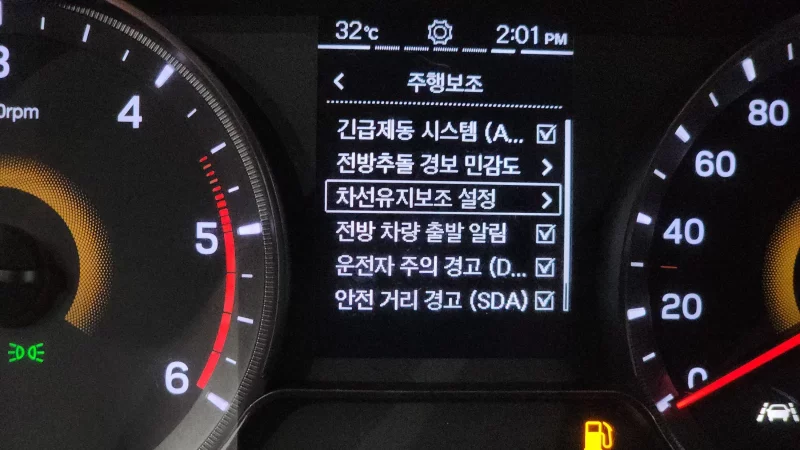 32℃ 2:01 PM
< 주행보조
긴급제동 시스템 (A...
전방추돌 경보 민감도 >
차선유지보조 설정 >
전방 차량 출발 알림
운전자 주의 경고 (D...
안전 거리 경고 (SDA)
3
0rpm
4
5
6
80
60
40
20
0